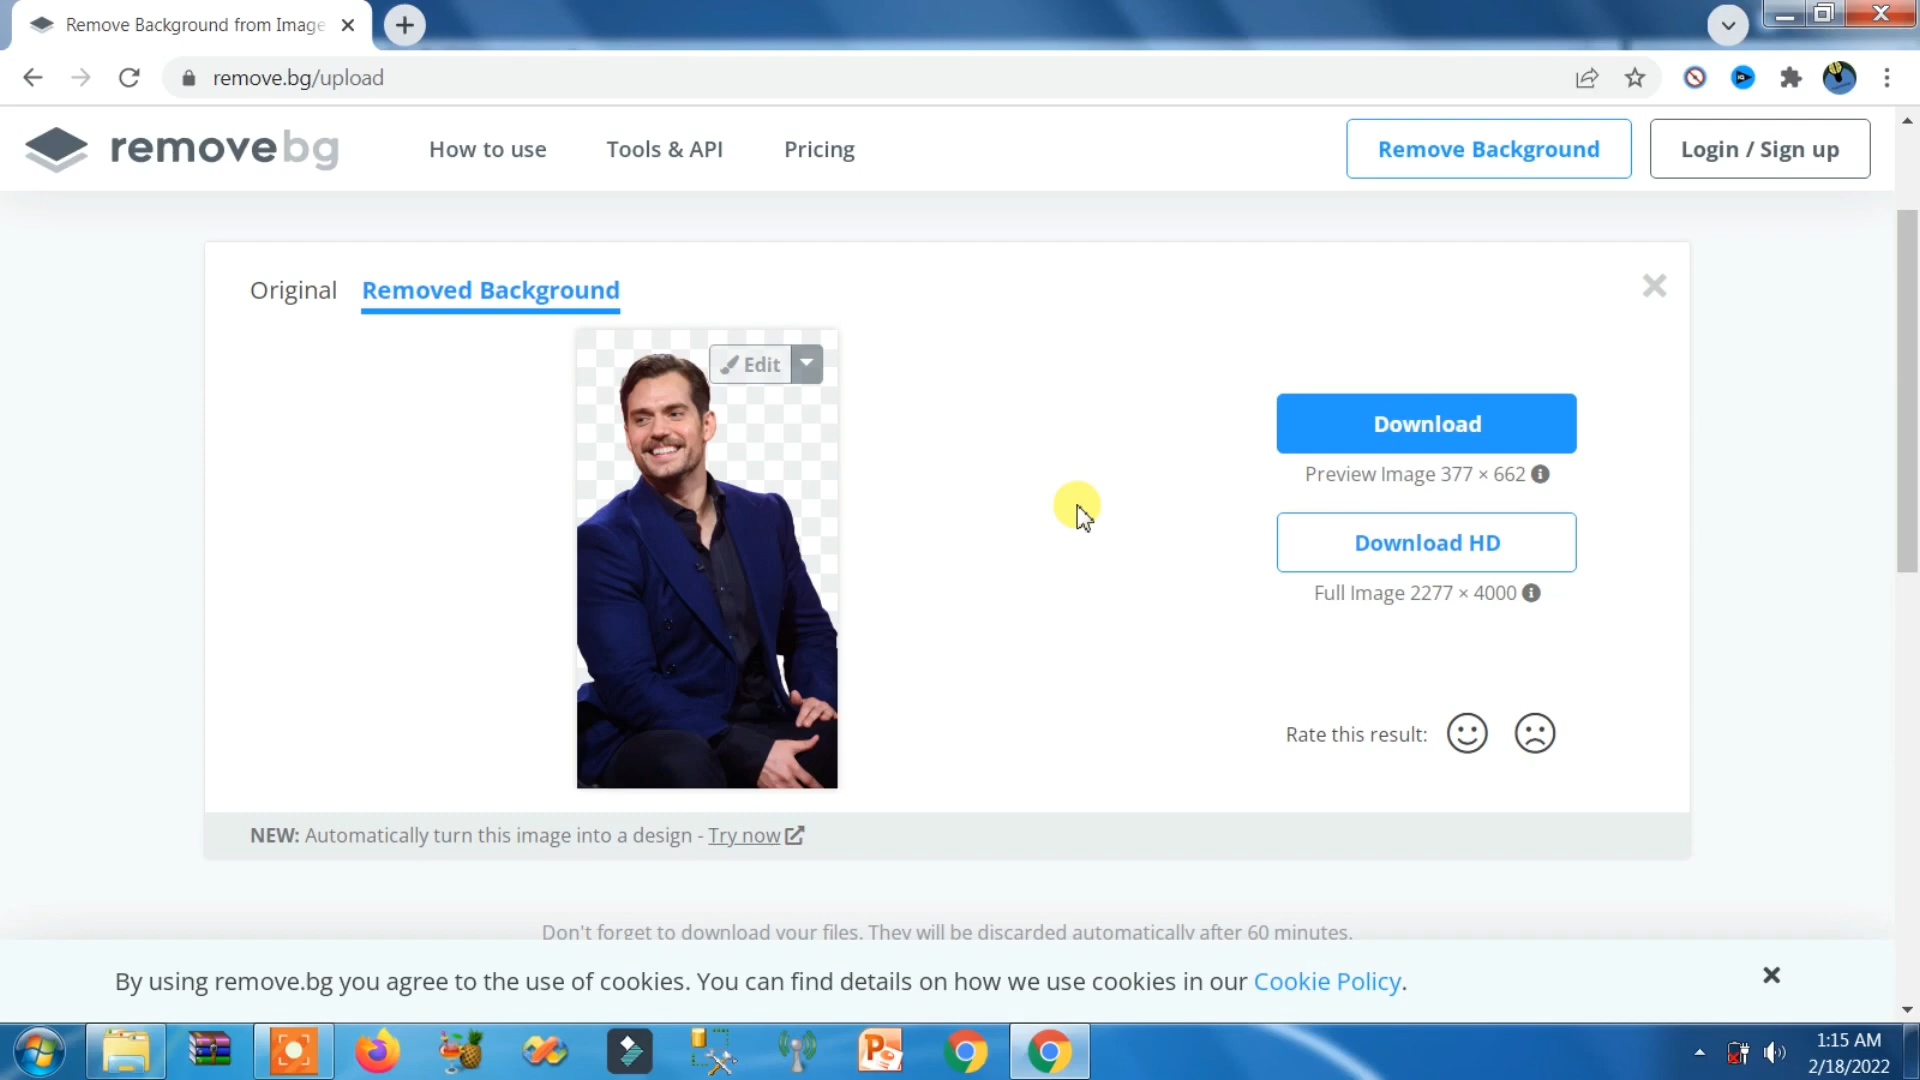 Remove Background from Image
remove.bg/upload
removebg
How to use
Tools & API
Pricing
Remove Background
Login / Sign up
Original
Removed Background
Edit
Download
Preview Image 377 × 662
Download HD
Full Image 2277 × 4000
Rate this result:
NEW: Automatically turn this image into a design - Try now
Don't forget to download your files. They will be discarded automatically after 60 minutes.
By using remove.bg you agree to the use of cookies. You can find details on how we use cookies in our Cookie Policy.
1:15 AM
2/18/2022